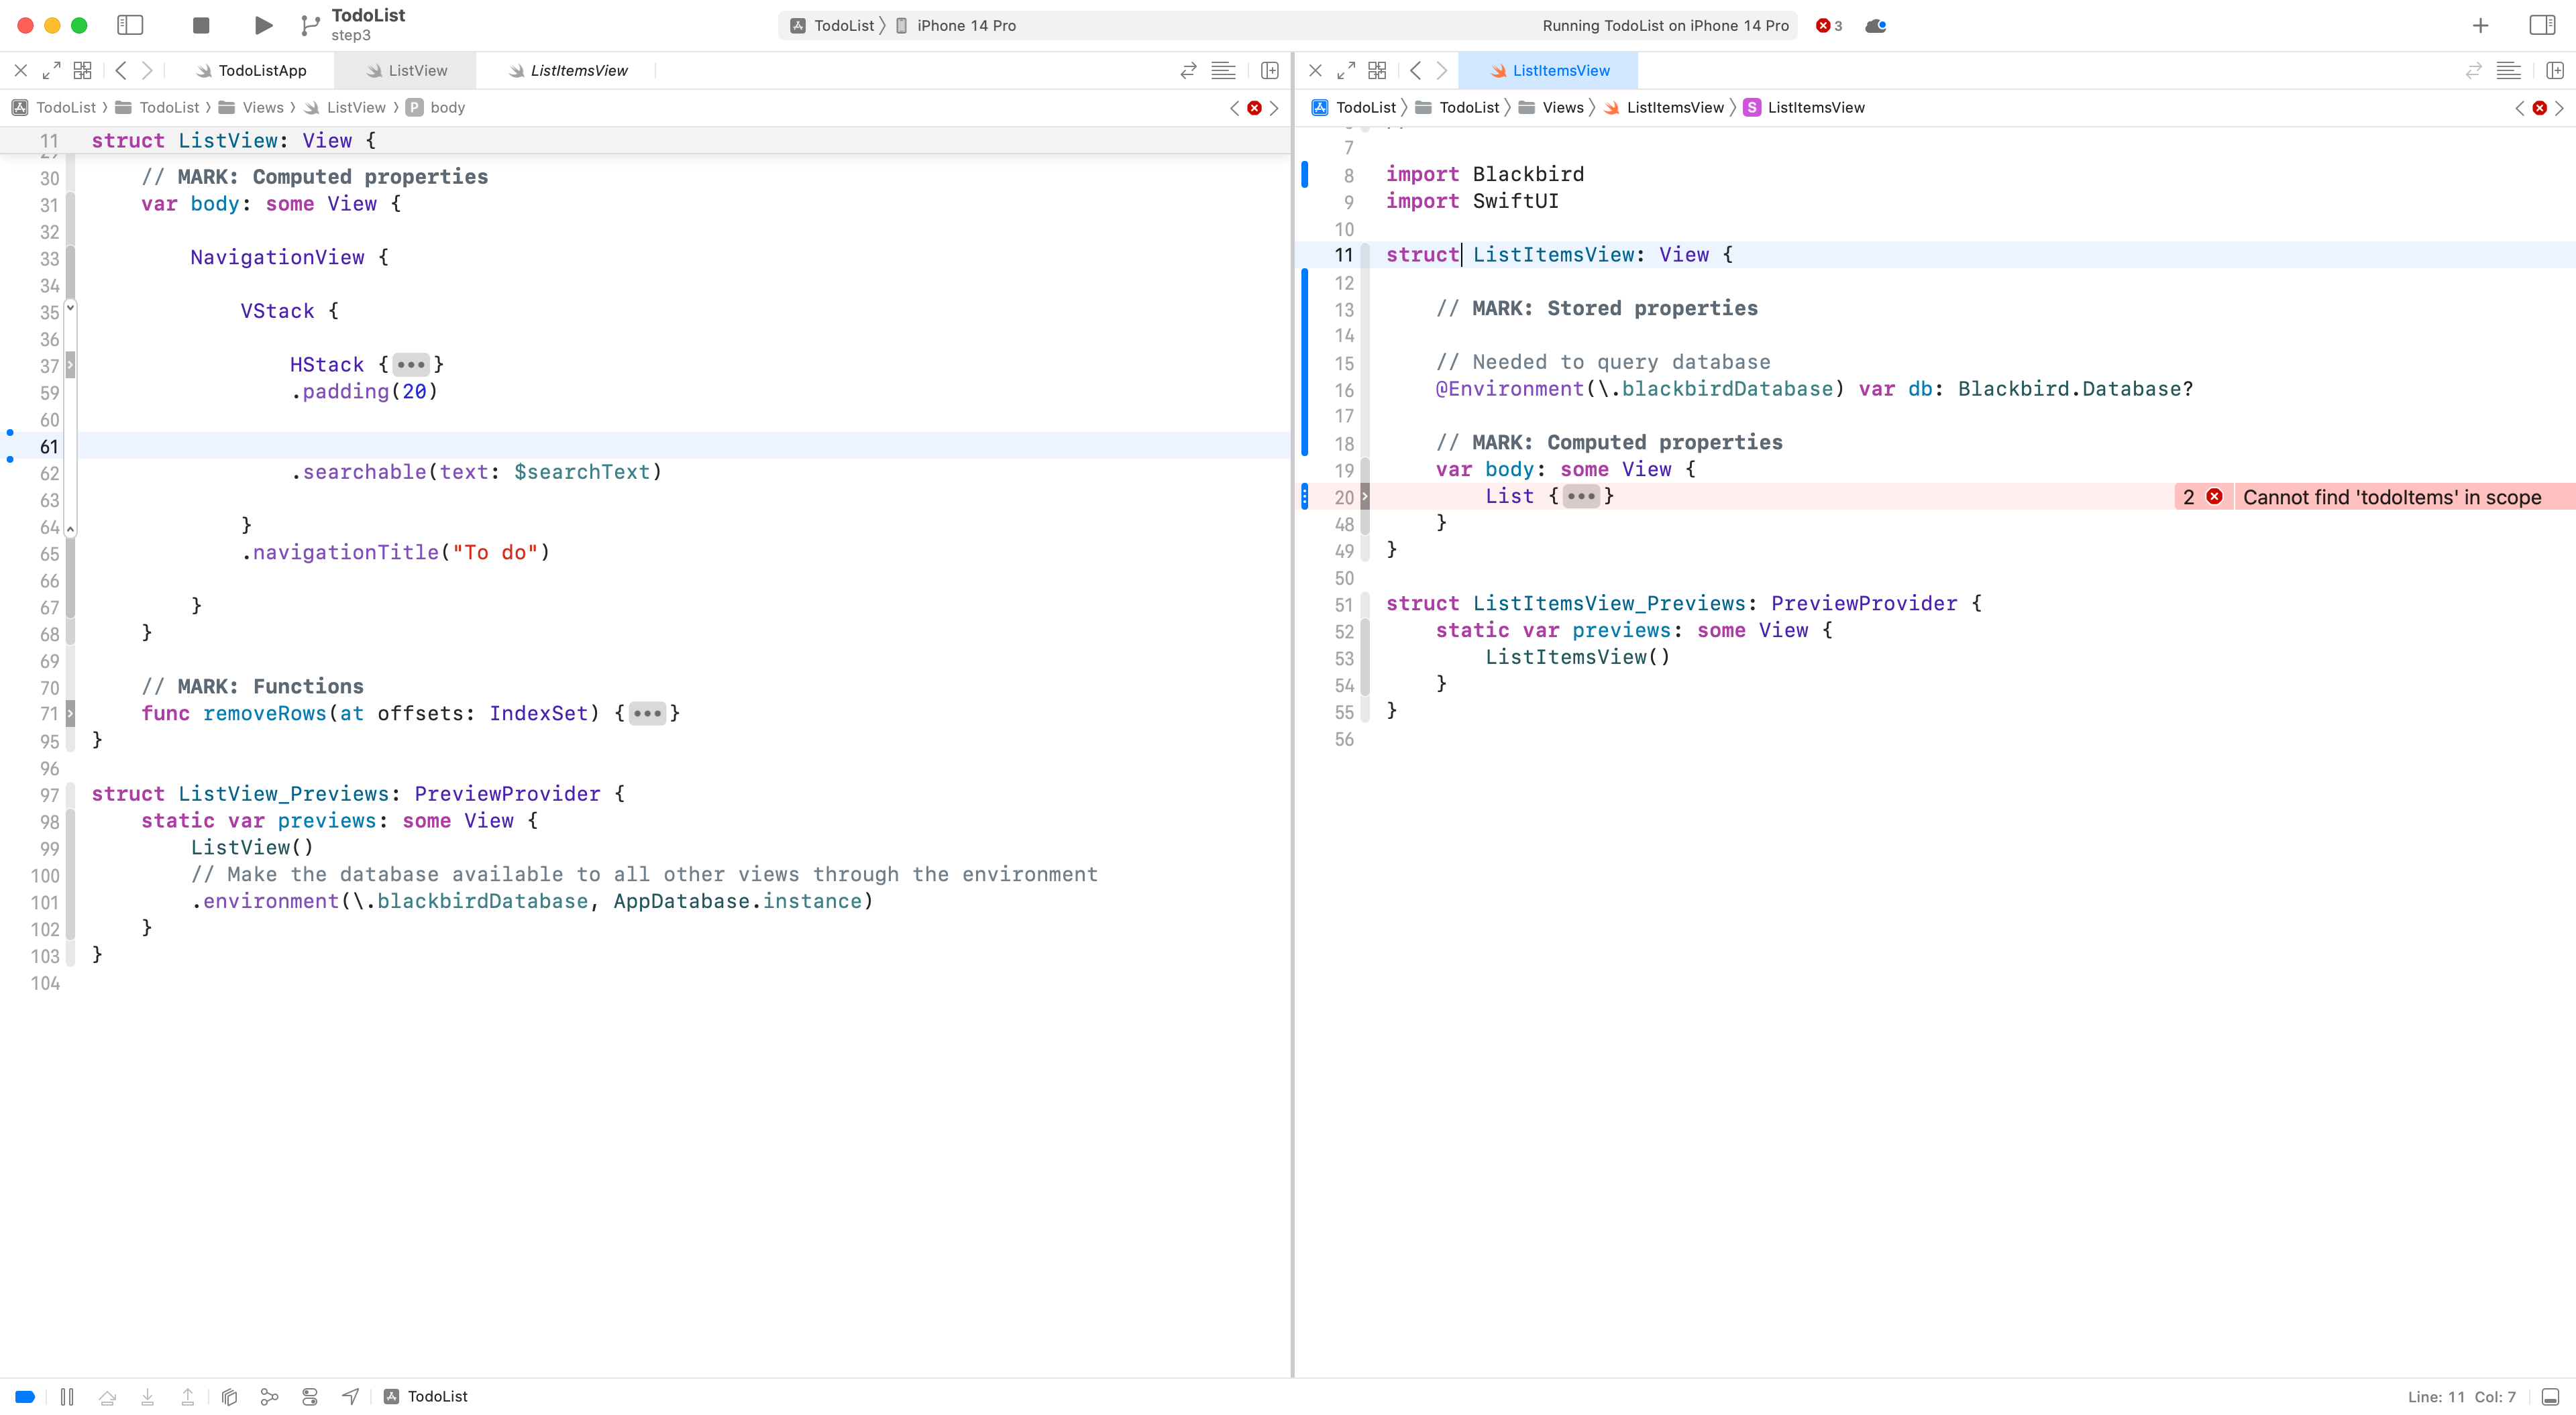 TodoList
step3
TodoList 〉 iPhone 14 Pro
Running TodoList on iPhone 14 Pro
3
TodoListApp
ListView
ListItemsView
TodoList 〉 TodoList 〉 Views 〉 ListView 〉 P body
11 struct ListView: View {
30 // MARK: Computed properties
31 var body: some View {
32
33 NavigationView {
34
35 VStack {
36
37 HStack {•••}
59 .padding(20)
60
61
62 .searchable(text: $searchText)
63
64 }
65 .navigationTitle("To do")
66
67 }
68 }
69
70 // MARK: Functions
71 func removeRows(at offsets: IndexSet) {•••}
95 }
96
97 struct ListView_Previews: PreviewProvider {
98 static var previews: some View {
99 ListView()
100 // Make the database available to all other views through the environment
101 .environment(\.blackbirdDatabase, AppDatabase.instance)
102 }
103 }
104
ListItemsView
TodoList 〉 TodoList 〉 Views 〉 ListItemsView 〉 S ListItemsView
7
8 import Blackbird
9 import SwiftUI
10
11 struct ListItemsView: View {
12
13 // MARK: Stored properties
14
15 // Needed to query database
16 @Environment(\.blackbirdDatabase) var db: Blackbird.Database?
17
18 // MARK: Computed properties
19 var body: some View {
20 List {•••}
2 Cannot find 'todoItems' in scope
48 }
49 }
50
51 struct ListItemsView_Previews: PreviewProvider {
52 static var previews: some View {
53 ListItemsView()
54 }
55 }
56
TodoList
Line: 11 Col: 7